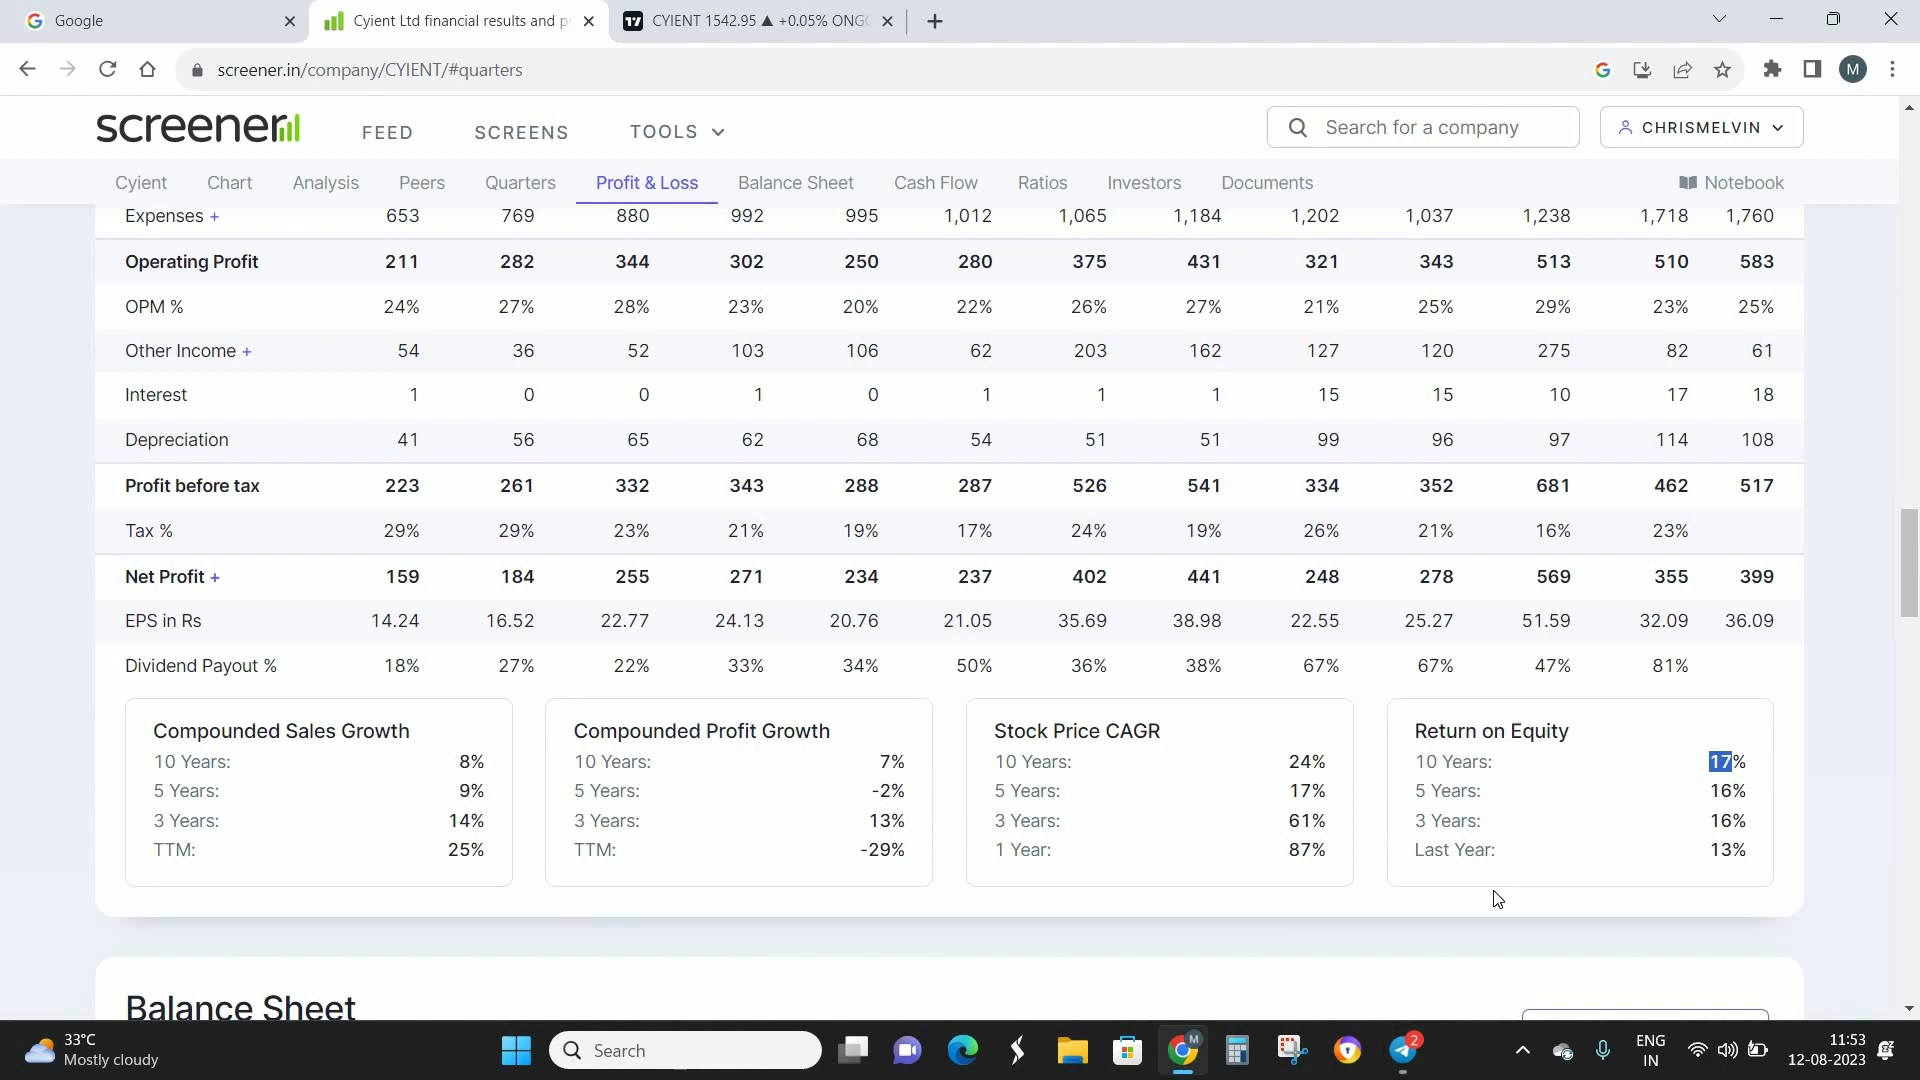 Google
Cyient Ltd financial results and p
CYIENT 1542.95 ▲ +0.05% ONGO
screener.in/company/CYIENT/#quarters
M
screener
FEED
SCREENS
TOOLS
Search for a company
CHRISMELVIN
Cyient Chart Analysis Peers Quarters Profit & Loss Balance Sheet Cash Flow Ratios Investors Documents Notebook
Expenses + 653 769 880 992 995 1,012 1,065 1,184 1,202 1,037 1,238 1,718 1,760
Operating Profit 211 282 344 302 250 280 375 431 321 343 513 510 583
OPM % 24% 27% 28% 23% 20% 22% 26% 27% 21% 25% 29% 23% 25%
Other Income + 54 36 52 103 106 62 203 162 127 120 275 82 61
Interest 1 0 0 1 0 1 1 1 15 15 10 17 18
Depreciation 41 56 65 62 68 54 51 51 99 96 97 114 108
Profit before tax 223 261 332 343 288 287 526 541 334 352 681 462 517
Tax % 29% 29% 23% 21% 19% 17% 24% 19% 26% 21% 16% 23%
Net Profit + 159 184 255 271 234 237 402 441 248 278 569 355 399
EPS in Rs 14.24 16.52 22.77 24.13 20.76 21.05 35.69 38.98 22.55 25.27 51.59 32.09 36.09
Dividend Payout % 18% 27% 22% 33% 34% 50% 36% 38% 67% 67% 47% 81%
Compounded Sales Growth
10 Years: 8%
5 Years: 9%
3 Years: 14%
TTM: 25%
Compounded Profit Growth
10 Years: 7%
5 Years: -2%
3 Years: 13%
TTM: -29%
Stock Price CAGR
10 Years: 24%
5 Years: 17%
3 Years: 61%
1 Year: 87%
Return on Equity
10 Years: 17%
5 Years: 16%
3 Years: 16%
Last Year: 13%
Balance Sheet
33°C
Mostly cloudy
Search
M
2
ENG
IN
11:53
12-08-2023